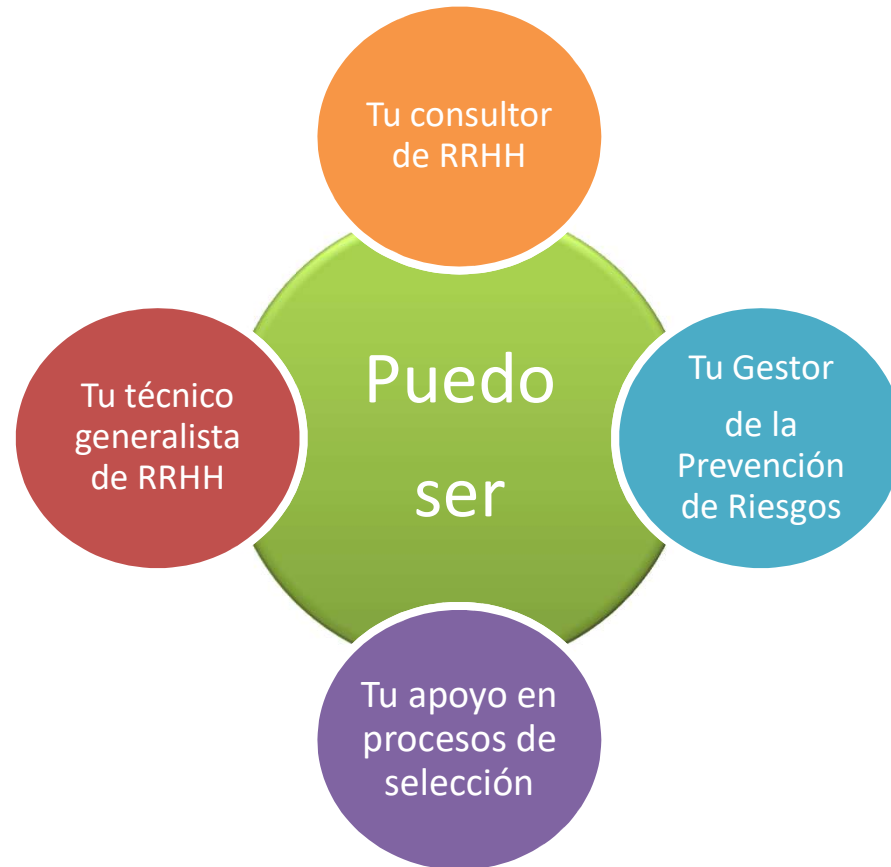 Tu consultor
de RRHH
Puedo
ser
Tu técnico
generalista
de RRHH
Tu Gestor
de la
Prevención
de Riesgos
Tu apoyo en
procesos de
selección